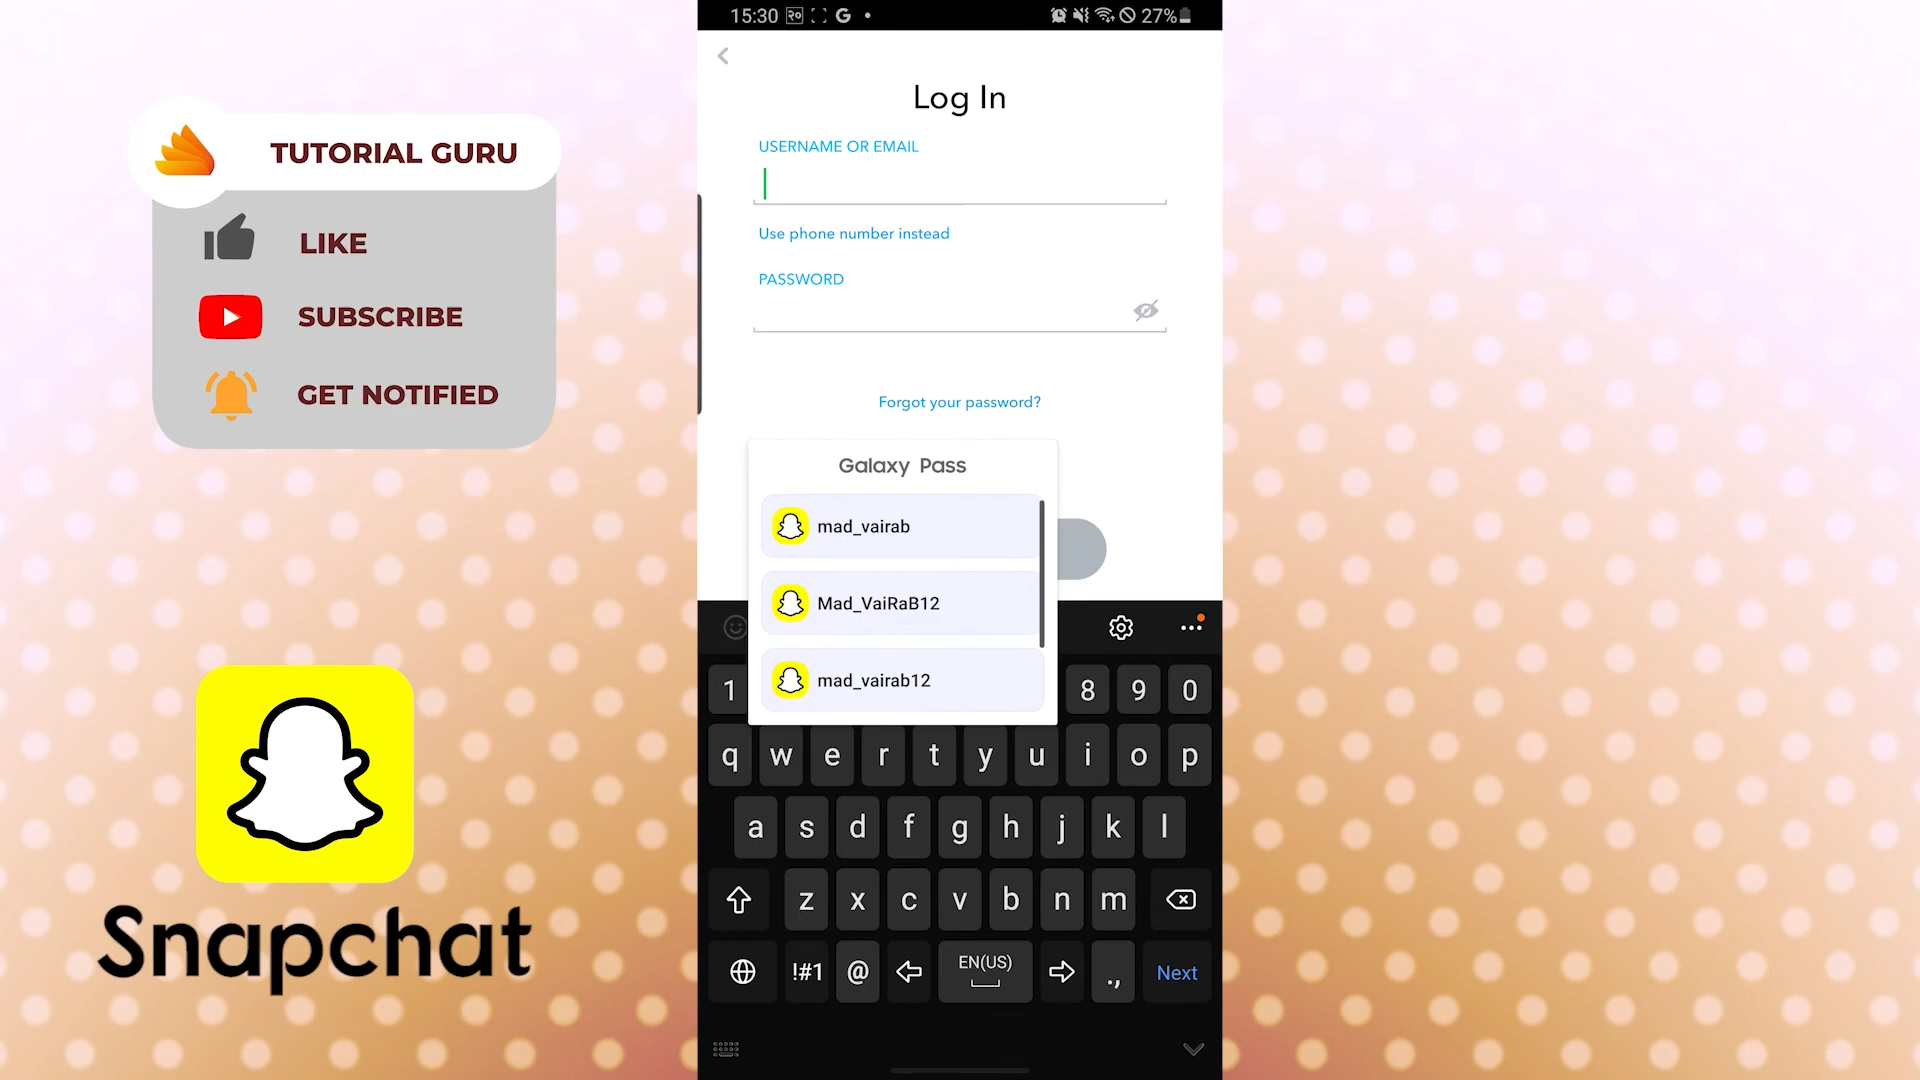 TUTORIAL GURU
LIKE
SUBSCRIBE
GET NOTIFIED
Snapchat
15:30 G 27%
Log In
USERNAME OR EMAIL
Use phone number instead
PASSWORD
Forgot your password?
Galaxy Pass
mad_vairab
Mad_VaiRaB12
mad_vairab12
1 8 9 0
q w e r t y u i o p
a s d f g h j k l
z x c v b n m
!#1 @ EN(US) ., Next